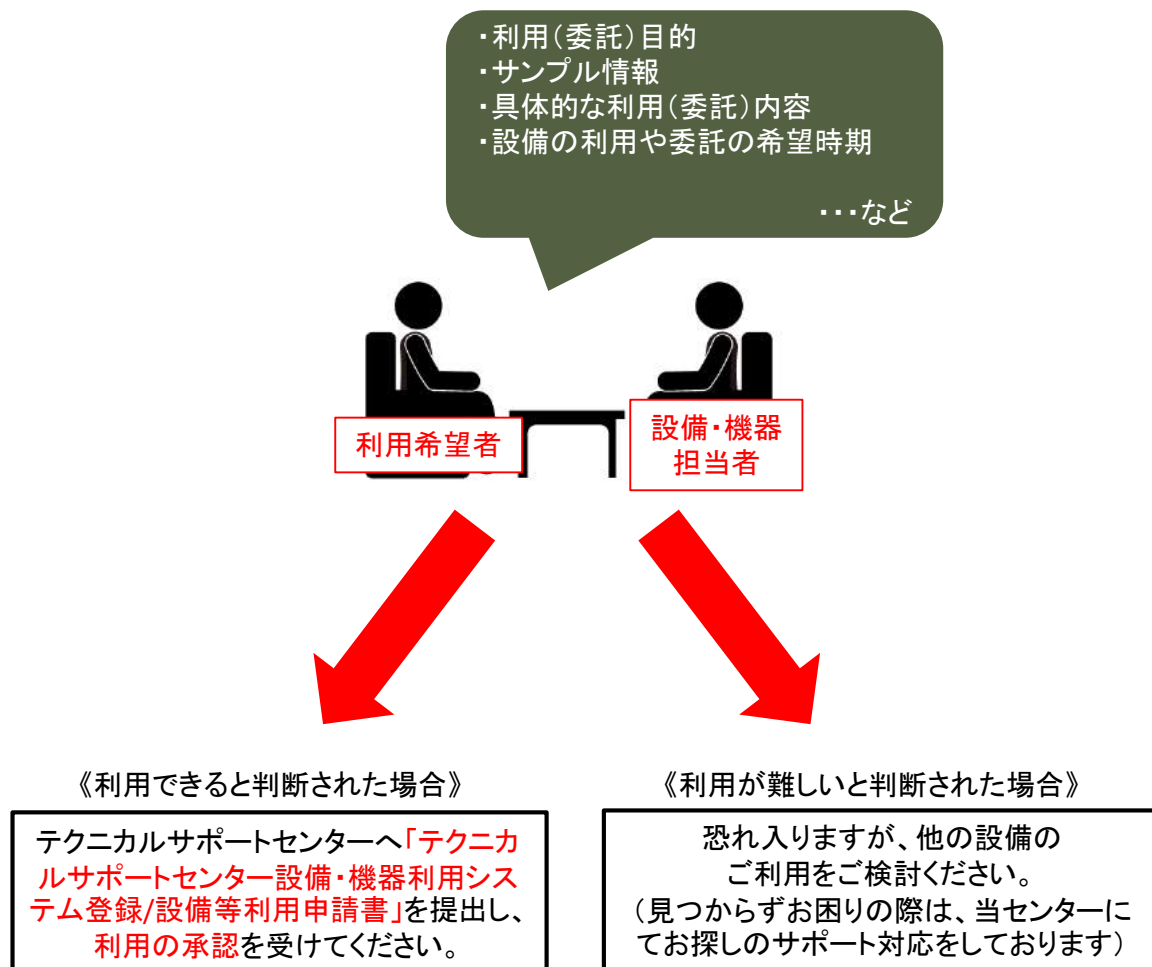 ・利用(委託)目的
・サンプル情報
・具体的な利用(委託)内容
・設備の利用や委託の希望時期
・・・など
利用希望者
設備・機器
担当者
《利用できると判断された場合》
テクニカルサポートセンターへ「テクニカ
ルサポートセンター設備・機器利用シス
テム登録/設備等利用申請書」を提出し、
利用の承認を受けてください。
《利用が難しいと判断された場合》
恐れ入りますが、他の設備の
ご利用をご検討ください。
(見つからずお困りの際は、当センターに
てお探しのサポート対応をしております)